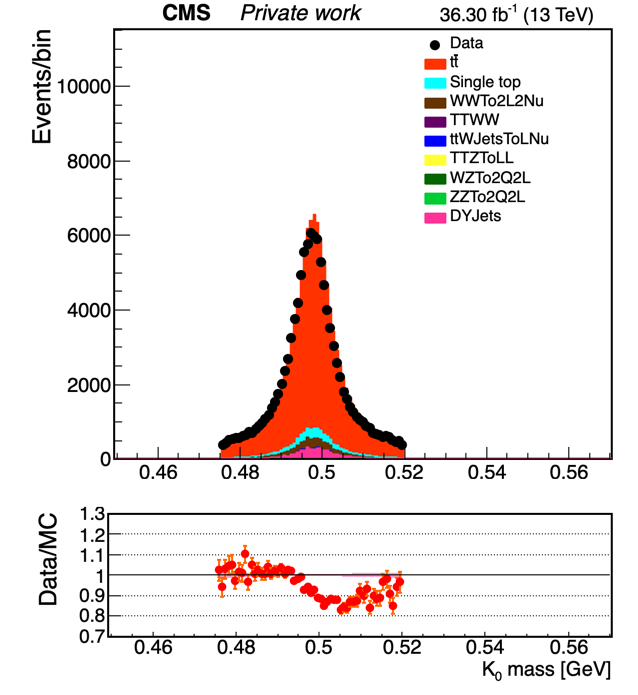 CMS Private work 36.30 fb⁻¹ (13 TeV)
Events/bin
10000
8000
6000
4000
2000
0
Data
tt̄
Single top
WWTo2L2Nu
TTWW
ttWJetsToLNu
TTZToLL
WZTo2Q2L
ZZTo2Q2L
DYJets
0.46 0.48 0.5 0.52 0.54 0.56
Data/MC
1.3
1.2
1.1
1
0.9
0.8
0.7
0.46 0.48 0.5 0.52 0.54 0.56
K₀ mass [GeV]